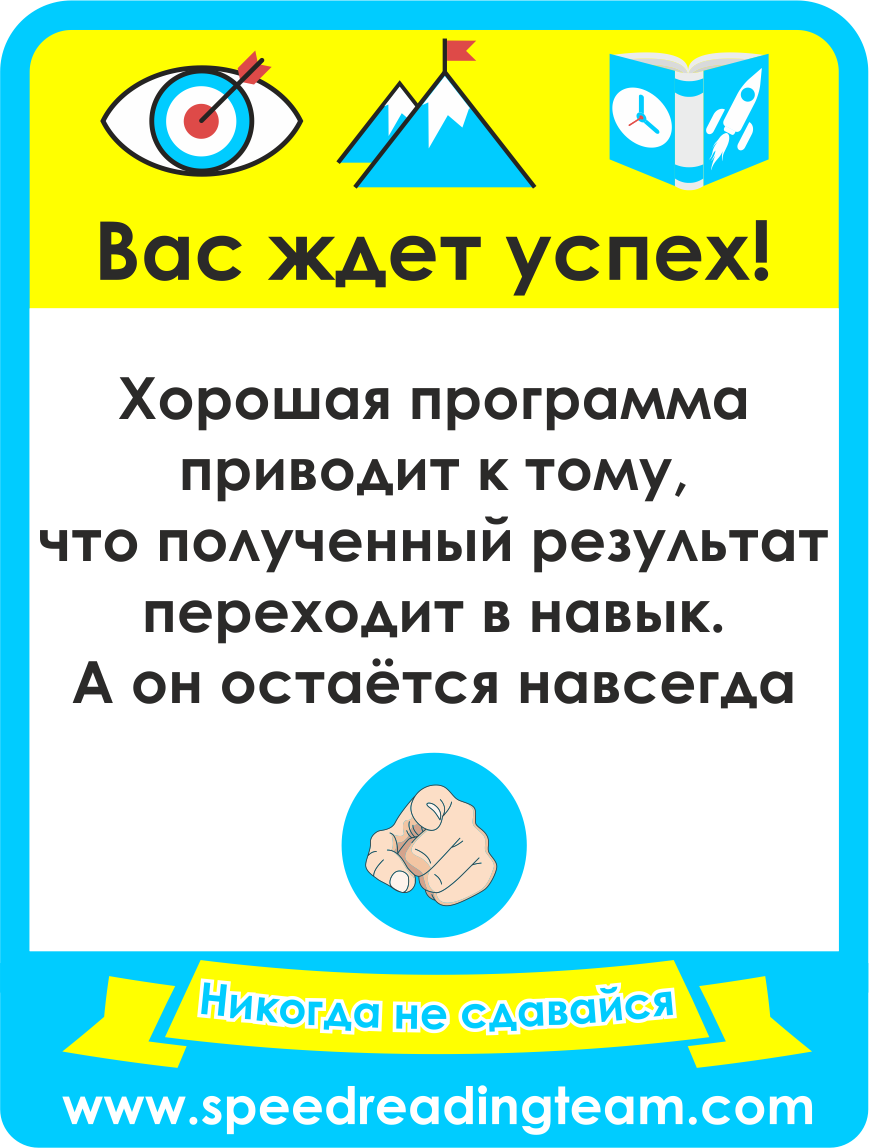 Вас ждет успех!
Хорошая программа
приводит к тому,
что полученный результат
переходит в навык.
А он остаётся навсегда
Никогда не сдавайся
www.speedreadingteam.com